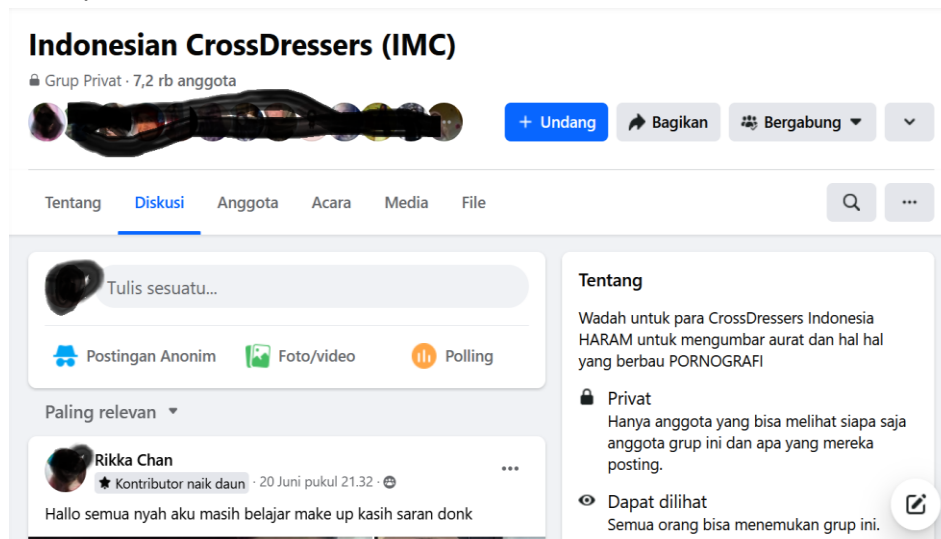 Indonesian CrossDressers (IMC)
Grup Privat · 7,2 rb anggota
Undang
Bagikan
Bergabung
Tentang Diskusi Anggota Acara Media File
Tulis sesuatu...
Postingan Anonim Foto/video Polling
Paling relevan
Rikka Chan
Kontributor naik daun · 20 Juni pukul 21.32
Hallo semua nyah aku masih belajar make up kasih saran donk
Tentang
Wadah untuk para CrossDressers Indonesia
HARAM untuk mengumbar aurat dan hal hal
yang berbau PORNOGRAFI
Privat
Hanya anggota yang bisa melihat siapa saja
anggota grup ini dan apa yang mereka
posting.
Dapat dilihat
Semua orang bisa menemukan grup ini.